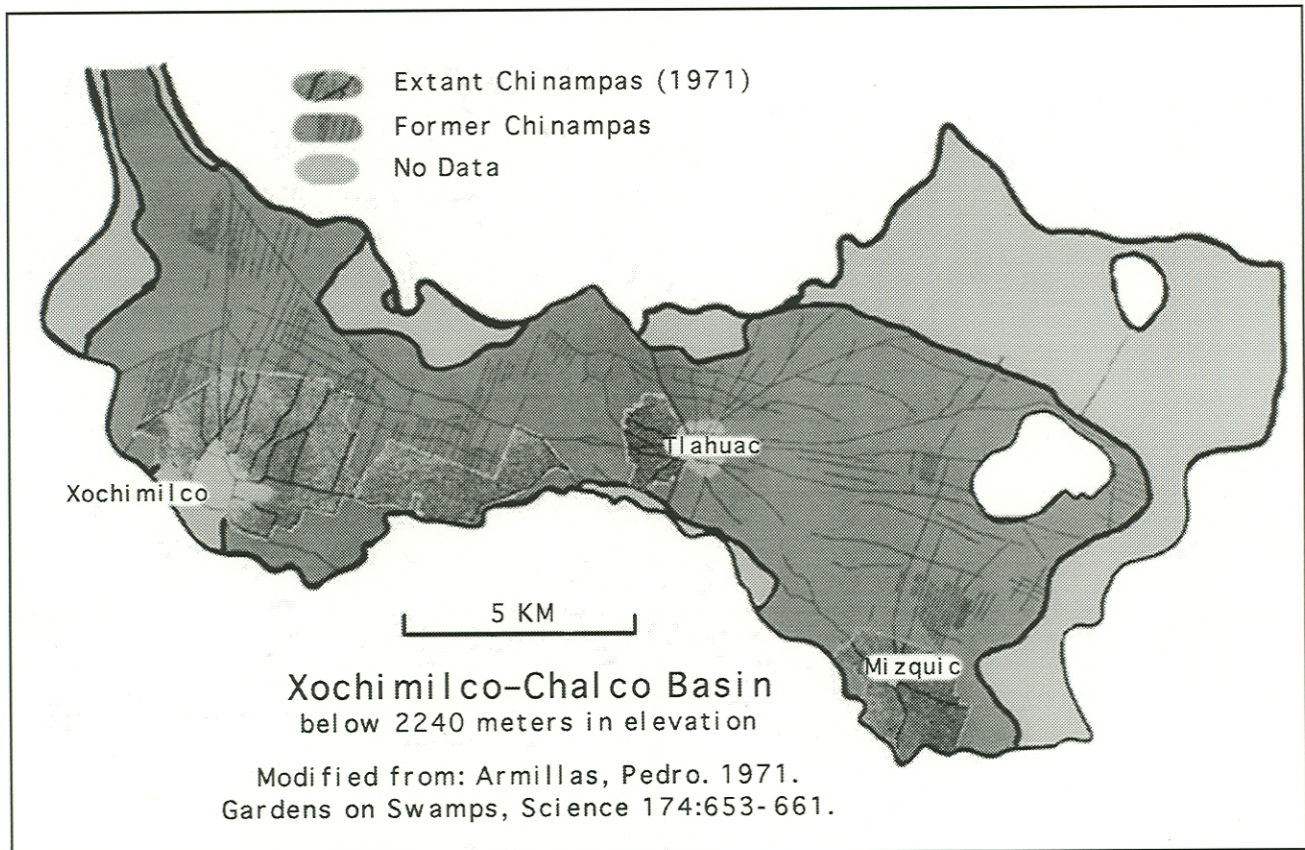 Extant Chinampas (1971)
Former Chinampas
No Data
Tlahuac
Xochimilco
5 KM
Mizquic
Xochimilco-Chalco Basin
below 2240 meters in elevation
Modified from: Armillas, Pedro. 1971.
Gardens on Swamps, Science 174:653-661.